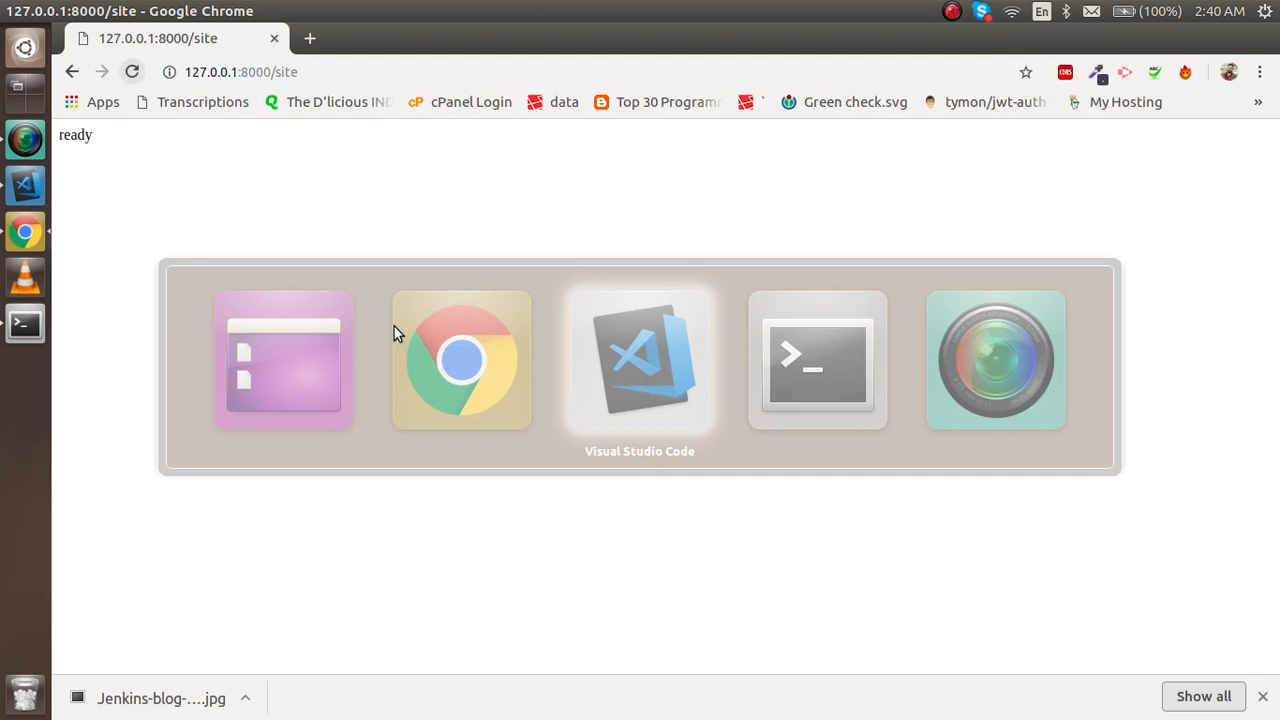 127.0.0.1:8000/site - Google Chrome
En
(100%)
2:40 AM
127.0.0.1:8000/site
127.0.0.1:8000/site
CORS
Apps
Transcriptions
The D'licious IND
cPanel Login
data
Top 30 Programm
`
Green check.svg
tymon/jwt-auth
My Hosting
»
ready
Visual Studio Code
Jenkins-blog-....jpg
Show all